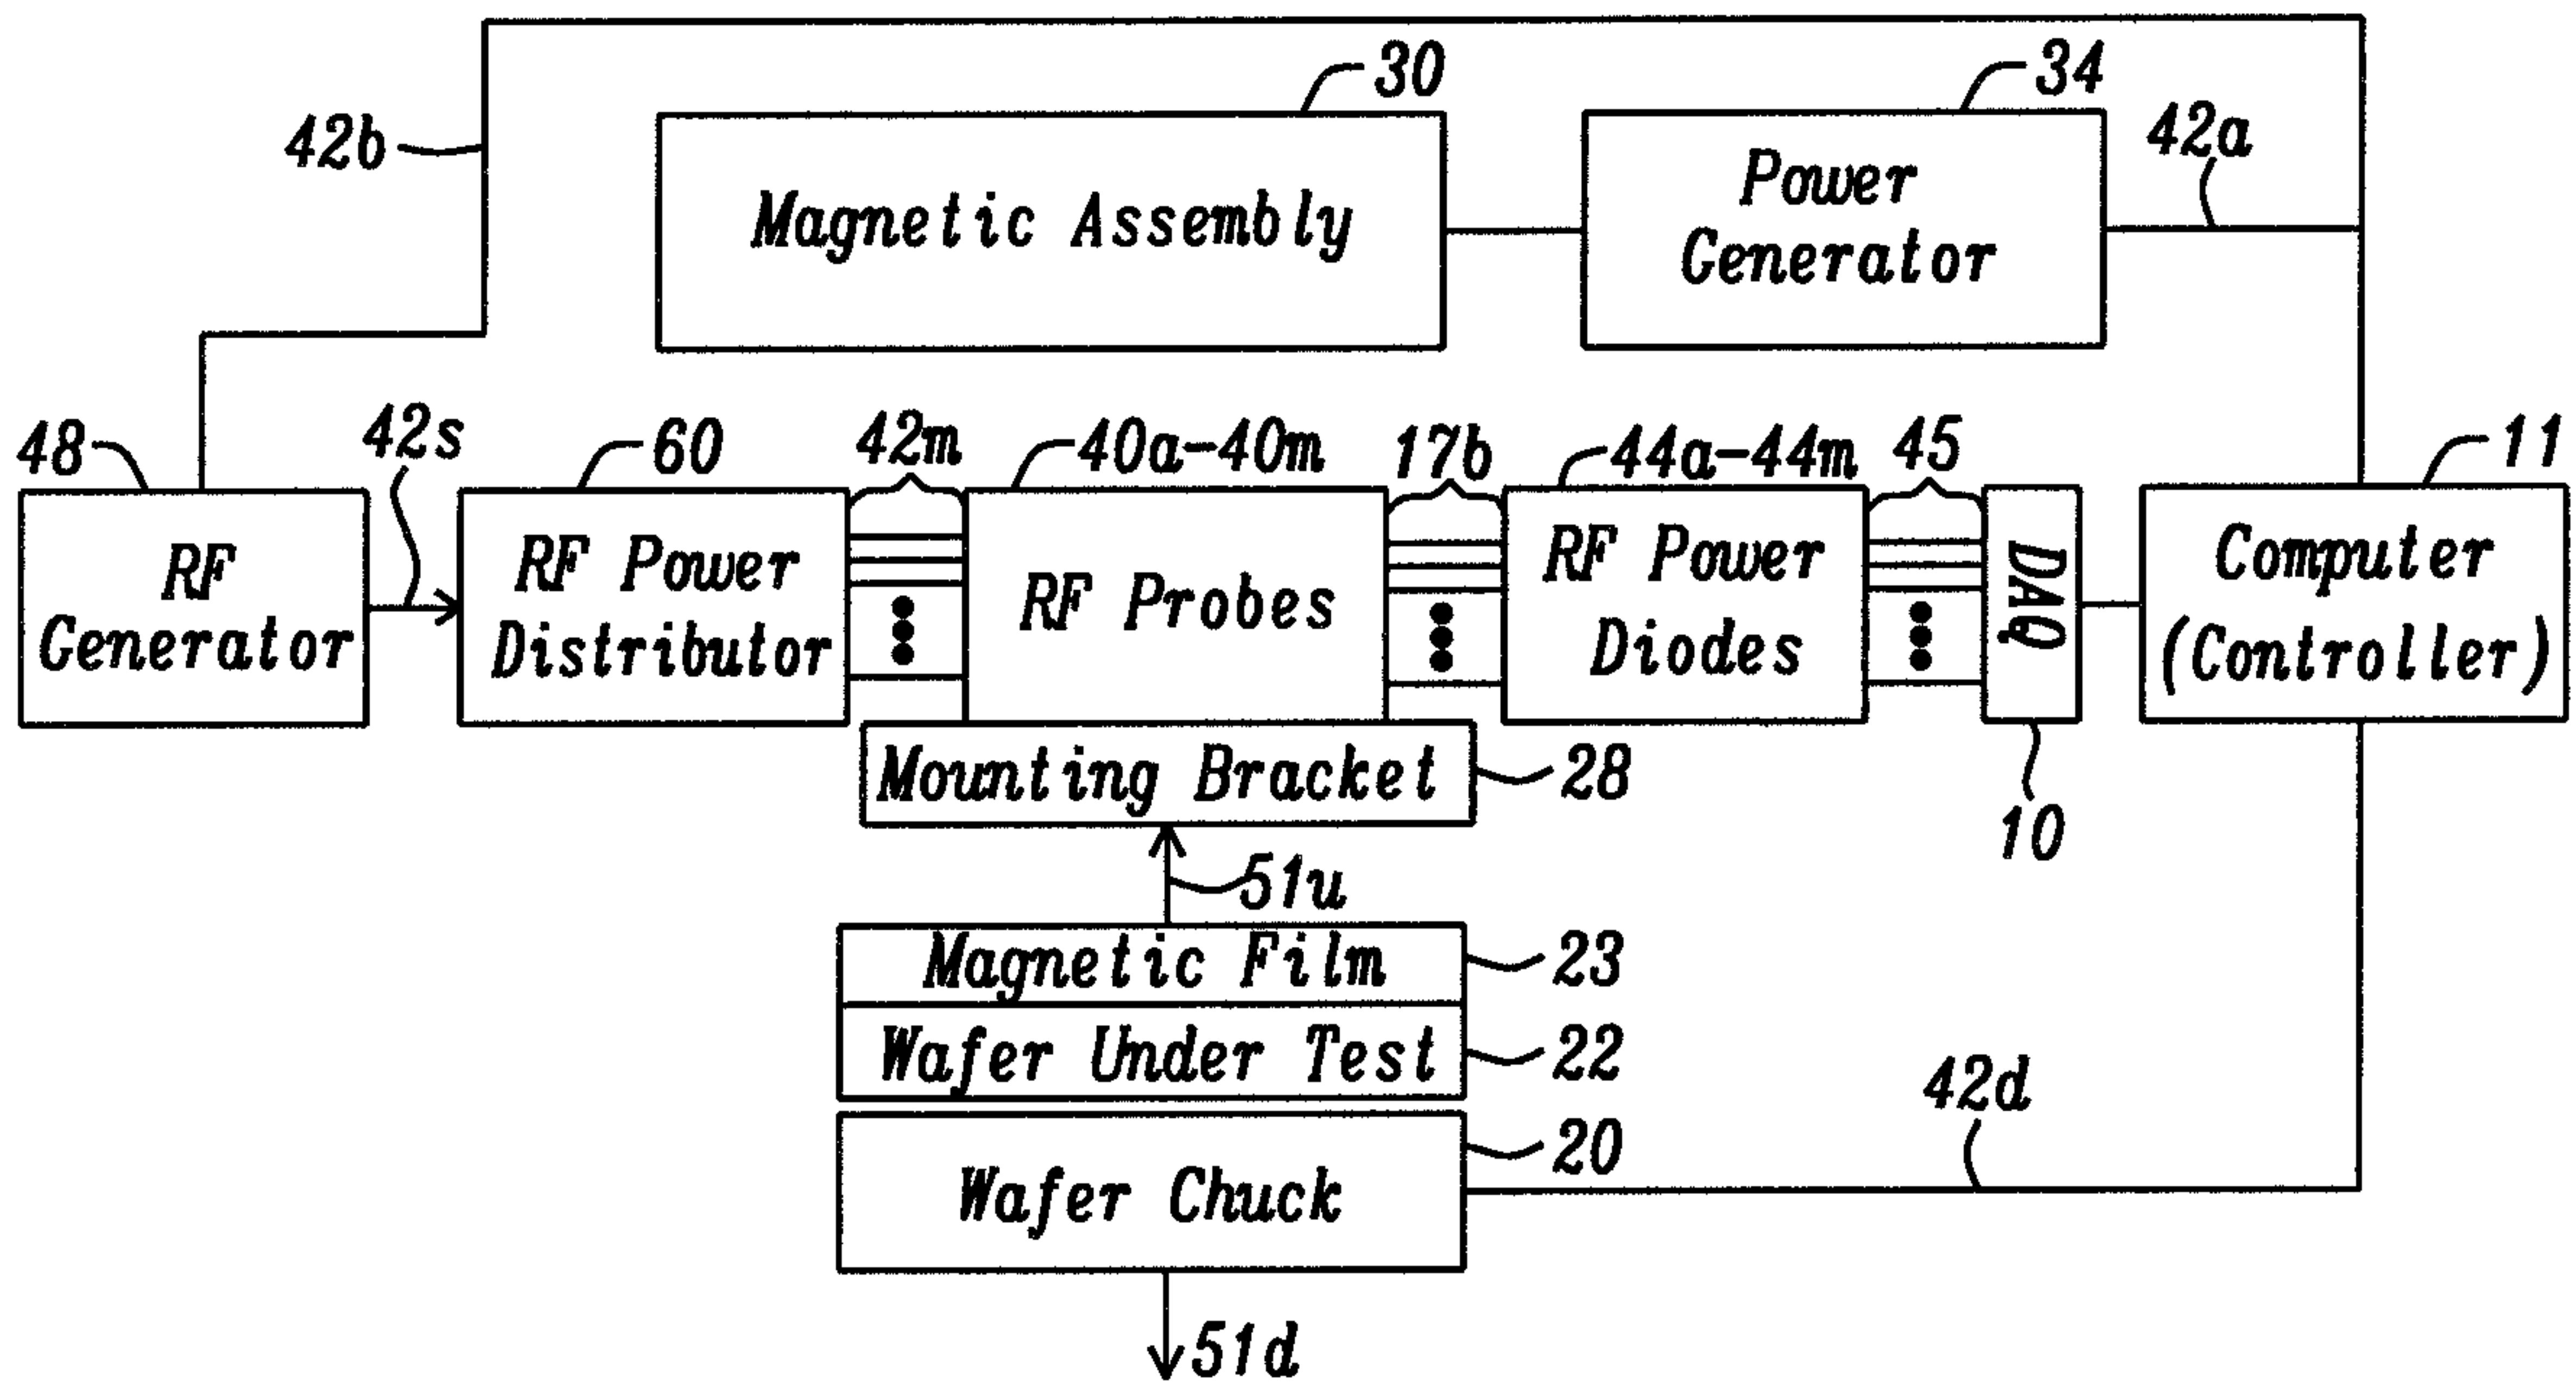 30
34
42b
42a
Magnetic Assembly
Power
Generator
48
42s
60
42m
40a-40m
17b
44a-44m
45
11
RF
Generator
RF Power
Distributor
RF Probes
RF Power
Diodes
DAQ
Computer
(Controller)
Mounting Bracket
28
10
51u
Magnetic Film
23
Wafer Under Test
22
42d
Wafer Chuck
20
51d